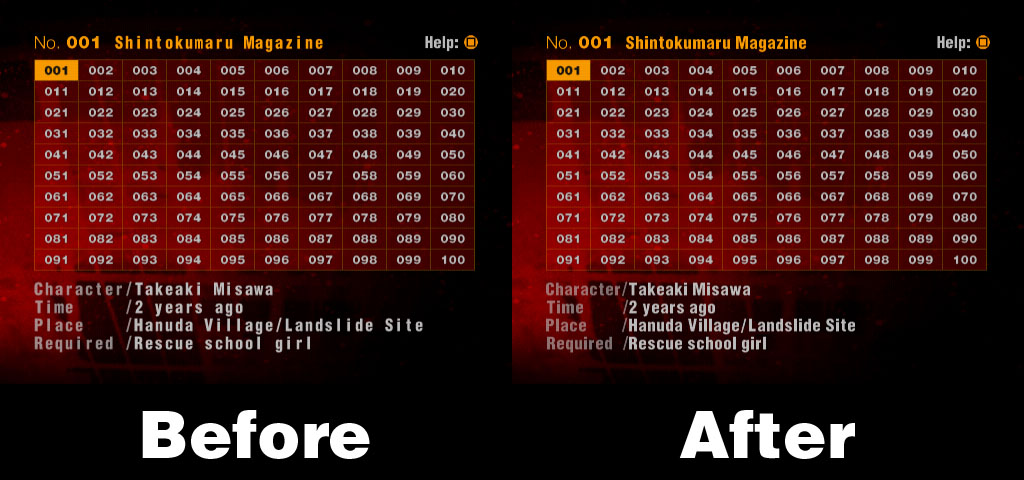 No. 001 Shintokumaru Magazine Help:
001 002 003 004 005 006 007 008 009 010
011 012 013 014 015 016 017 018 019 020
021 022 023 024 025 026 027 028 029 030
031 032 033 034 035 036 037 038 039 040
041 042 043 044 045 046 047 048 049 050
051 052 053 054 055 056 057 058 059 060
061 062 063 064 065 066 067 068 069 070
071 072 073 074 075 076 077 078 079 080
081 082 083 084 085 086 087 088 089 090
091 092 093 094 095 096 097 098 099 100
Character/Takeaki Misawa
Time /2 years ago
Place /Hanuda Village/Landslide Site
Required /Rescue school girl
Before
No. 001 Shintokumaru Magazine Help:
001 002 003 004 005 006 007 008 009 010
011 012 013 014 015 016 017 018 019 020
021 022 023 024 025 026 027 028 029 030
031 032 033 034 035 036 037 038 039 040
041 042 043 044 045 046 047 048 049 050
051 052 053 054 055 056 057 058 059 060
061 062 063 064 065 066 067 068 069 070
071 072 073 074 075 076 077 078 079 080
081 082 083 084 085 086 087 088 089 090
091 092 093 094 095 096 097 098 099 100
Character/Takeaki Misawa
Time /2 years ago
Place /Hanuda Village/Landslide Site
Required /Rescue school girl
After